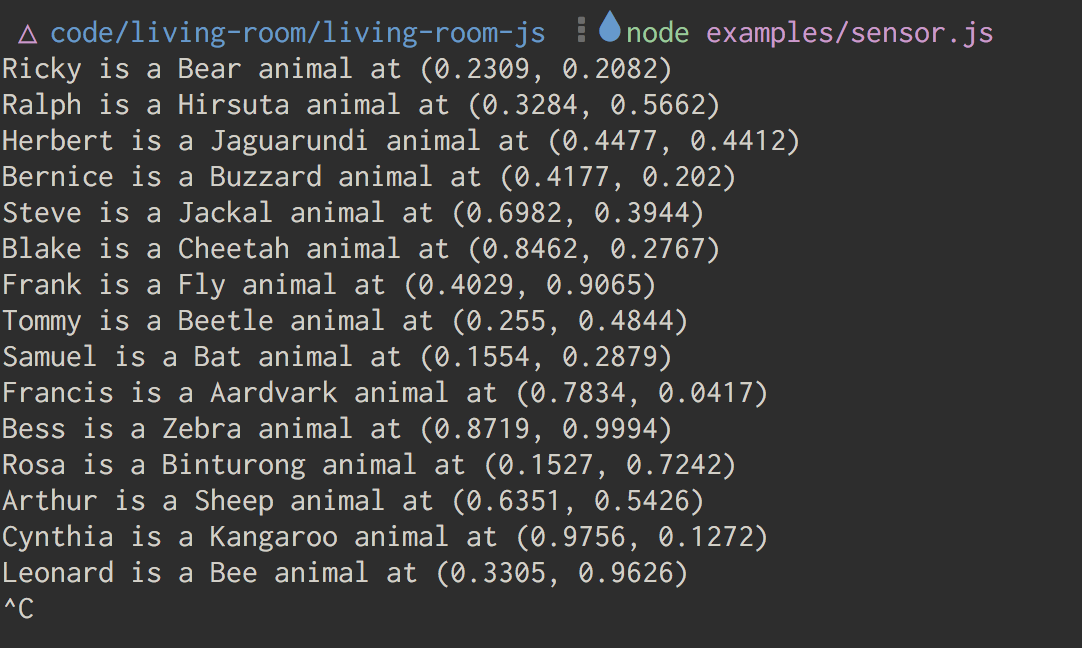 △ code/living-room/living-room-js node examples/sensor.js
Ricky is a Bear animal at (0.2309, 0.2082)
Ralph is a Hirsuta animal at (0.3284, 0.5662)
Herbert is a Jaguarundi animal at (0.4477, 0.4412)
Bernice is a Buzzard animal at (0.4177, 0.202)
Steve is a Jackal animal at (0.6982, 0.3944)
Blake is a Cheetah animal at (0.8462, 0.2767)
Frank is a Fly animal at (0.4029, 0.9065)
Tommy is a Beetle animal at (0.255, 0.4844)
Samuel is a Bat animal at (0.1554, 0.2879)
Francis is a Aardvark animal at (0.7834, 0.0417)
Bess is a Zebra animal at (0.8719, 0.9994)
Rosa is a Binturong animal at (0.1527, 0.7242)
Arthur is a Sheep animal at (0.6351, 0.5426)
Cynthia is a Kangaroo animal at (0.9756, 0.1272)
Leonard is a Bee animal at (0.3305, 0.9626)
^C